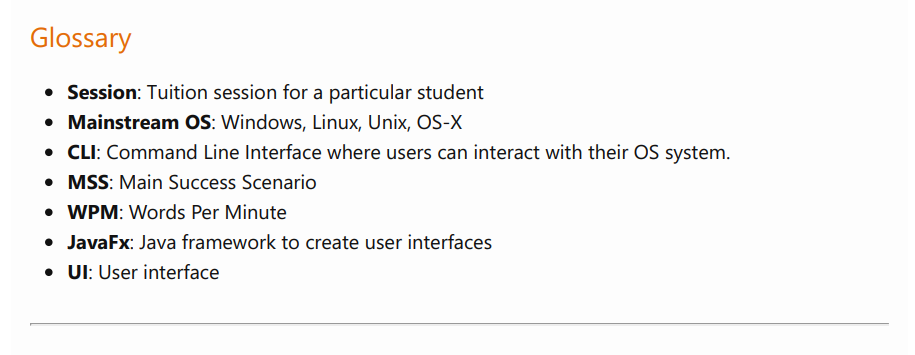 Glossary
• Session: Tuition session for a particular student
• Mainstream OS: Windows, Linux, Unix, OS-X
• CLI: Command Line Interface where users can interact with their OS system.
• MSS: Main Success Scenario
• WPM: Words Per Minute
• JavaFx: Java framework to create user interfaces
• UI: User interface